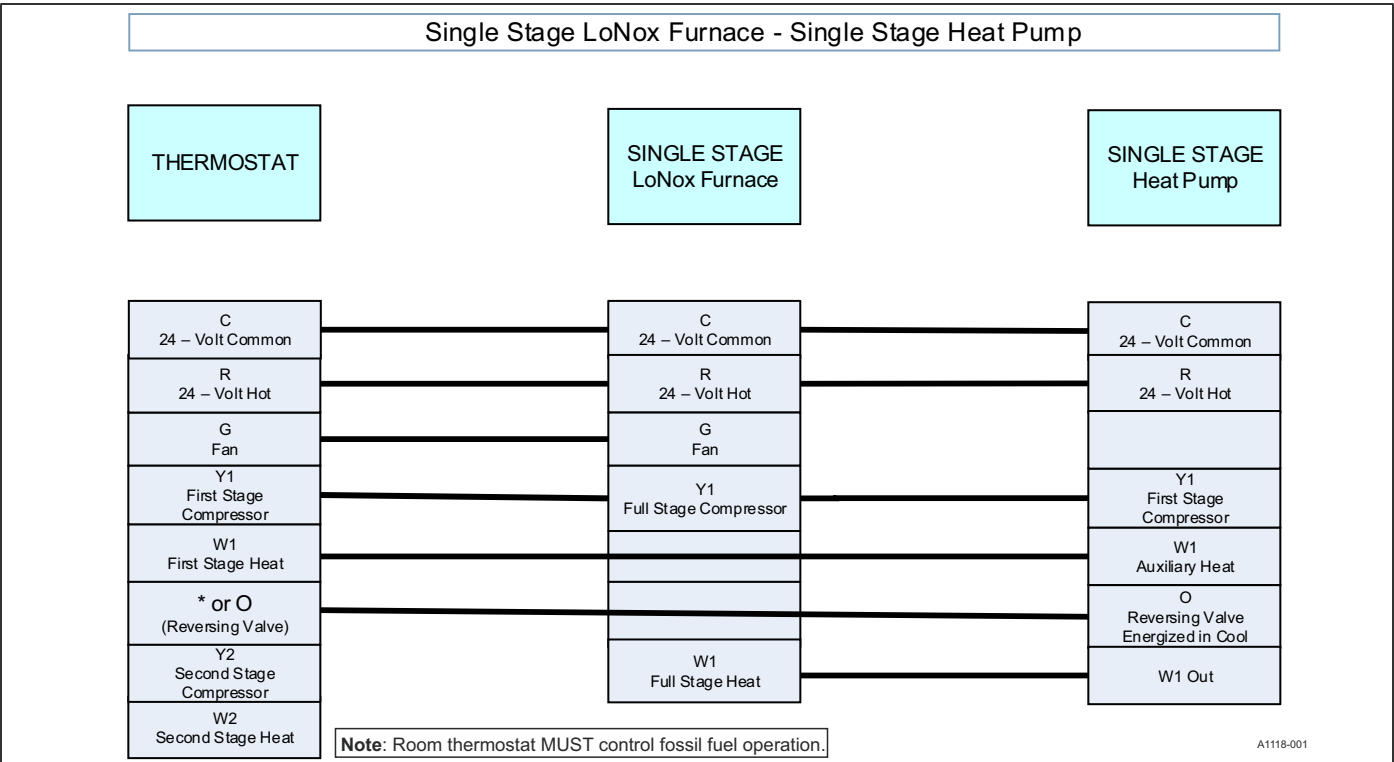 Single Stage LoNox Furnace - Single Stage Heat Pump
THERMOSTAT
SINGLE STAGE
LoNox Furnace
SINGLE STAGE
Heat Pump
C
24 – Volt Common
R
24 – Volt Hot
G
Fan
Y1
First Stage
Compressor
W1
First Stage Heat
* or O
(Reversing Valve)
Y2
Second Stage
Compressor
W2
Second Stage Heat
C
24 – Volt Common
R
24 – Volt Hot
G
Fan
Y1
Full Stage Compressor
W1
Full Stage Heat
C
24 – Volt Common
R
24 – Volt Hot
Y1
First Stage
Compressor
W1
Auxiliary Heat
O
Reversing Valve
Energized in Cool
W1 Out
Note: Room thermostat MUST control fossil fuel operation.
A1118-001